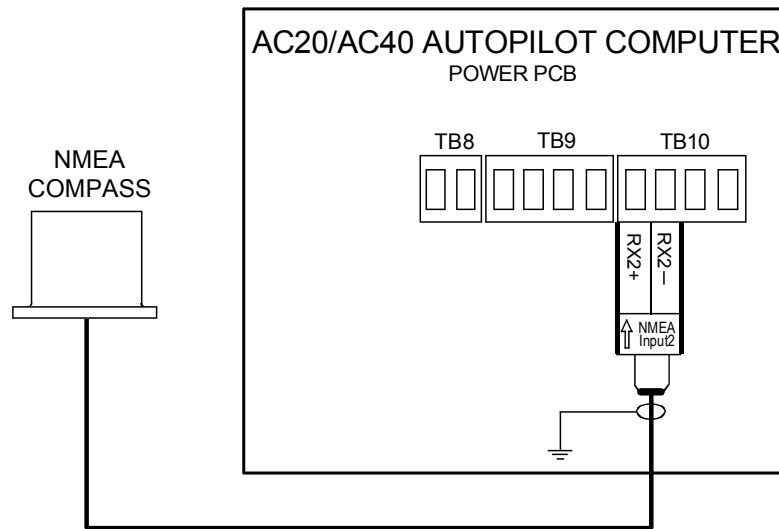 AC20/AC40 AUTOPILOT COMPUTER
POWER PCB
TB8
TB9
TB10
NMEA
COMPASS
RX2+
RX2–
NMEA
Input2